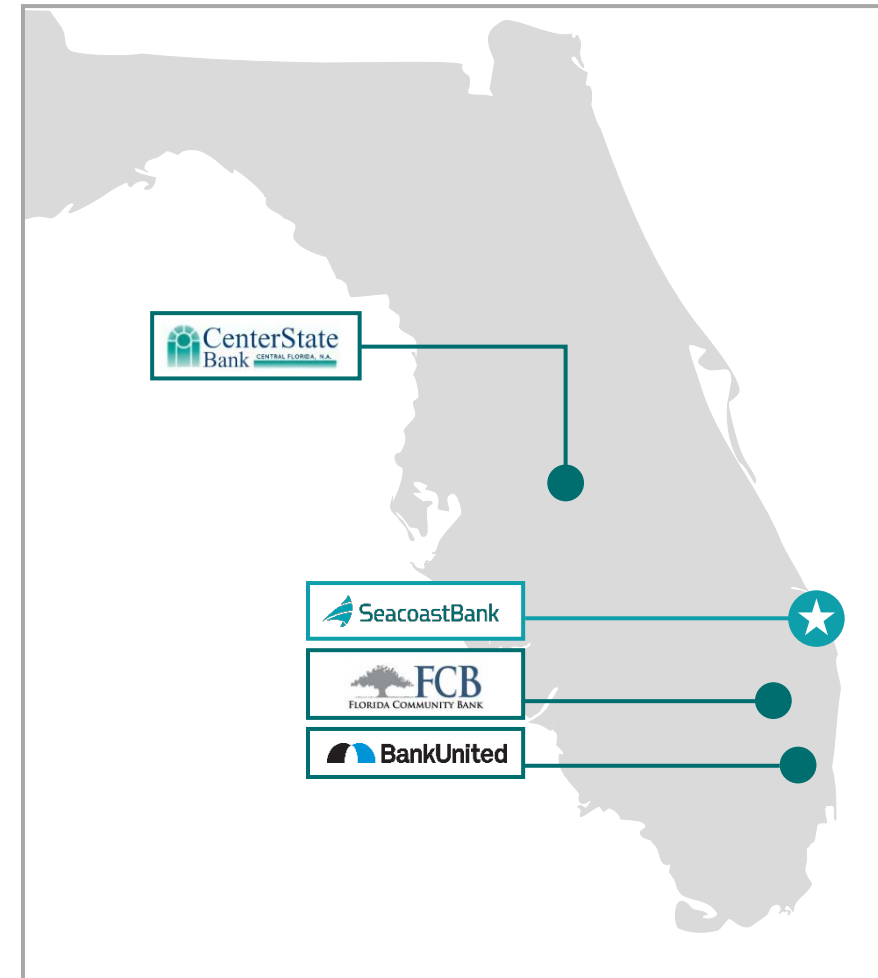 CenterState
Bank CENTRAL FLORIDA, N.A.
SeacoastBank
FCB
FLORIDA COMMUNITY BANK
BankUnited